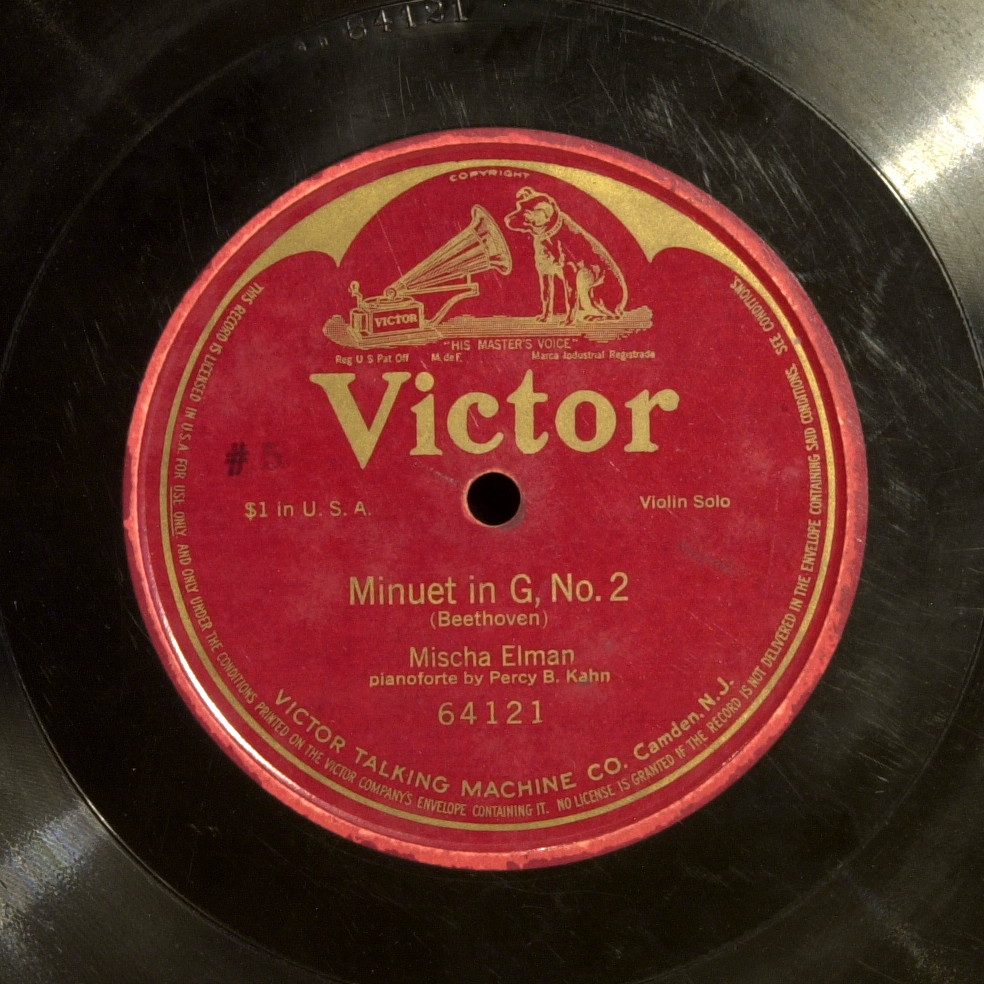 64121
COPYRIGHT
VICTOR
"HIS MASTER'S VOICE"
Reg U S Pat Off M. de F. Marca Industrial Registrada
Victor
# 5
$1 in U. S. A.
Violin Solo
Minuet in G, No. 2
(Beethoven)
Mischa Elman
pianoforte by Percy B. Kahn
64121
VICTOR TALKING MACHINE CO. Camden, N. J.
THIS RECORD IS LICENSED IN U.S.A. FOR USE ONLY, AND ONLY UNDER THE CONDITIONS PRINTED ON THE VICTOR COMPANY'S ENVELOPE CONTAINING IT. NO LICENSE IS GRANTED IF THE RECORD IS NOT DELIVERED IN THE ENVELOPE CONTAINING SAID CONDITIONS. SEE CONDITIONS